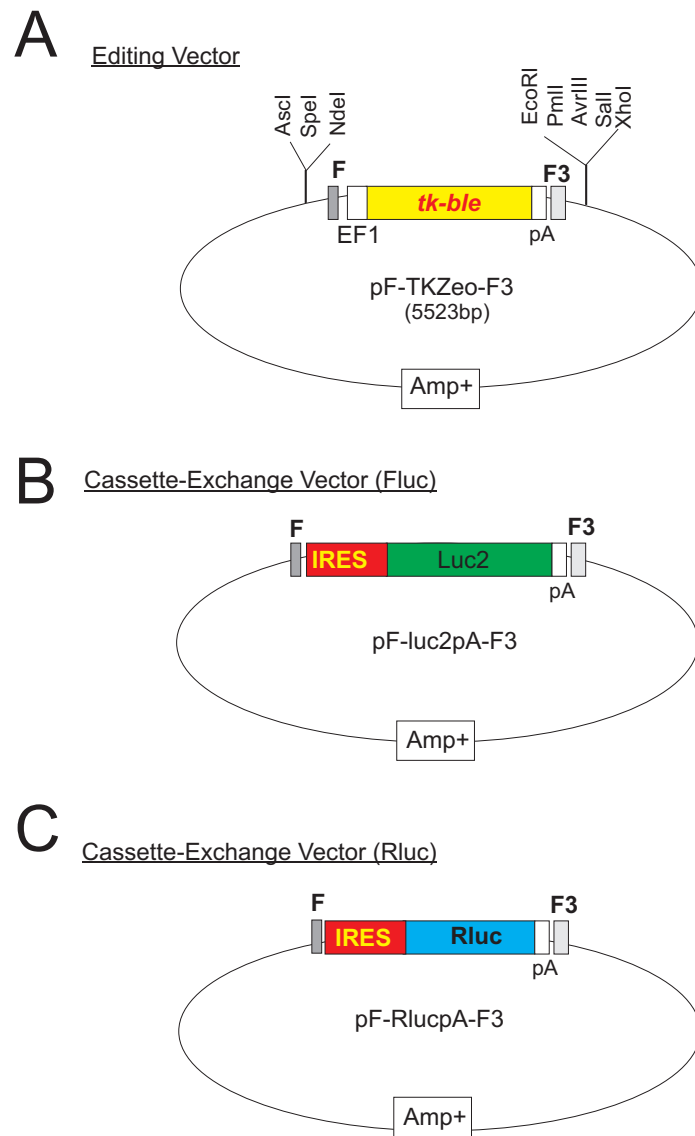 A
Editing Vector
AscI
SpeI
NdeI
EcoRI
PmlI
AvrIII
SalI
XhoI
F
F3
tk-ble
EF1
pA
pF-TKZeo-F3
(5523bp)
Amp+
B
Cassette-Exchange Vector (Fluc)
F
F3
IRES
Luc2
pA
pF-luc2pA-F3
Amp+
C
Cassette-Exchange Vector (Rluc)
F
F3
IRES
Rluc
pA
pF-RlucpA-F3
Amp+